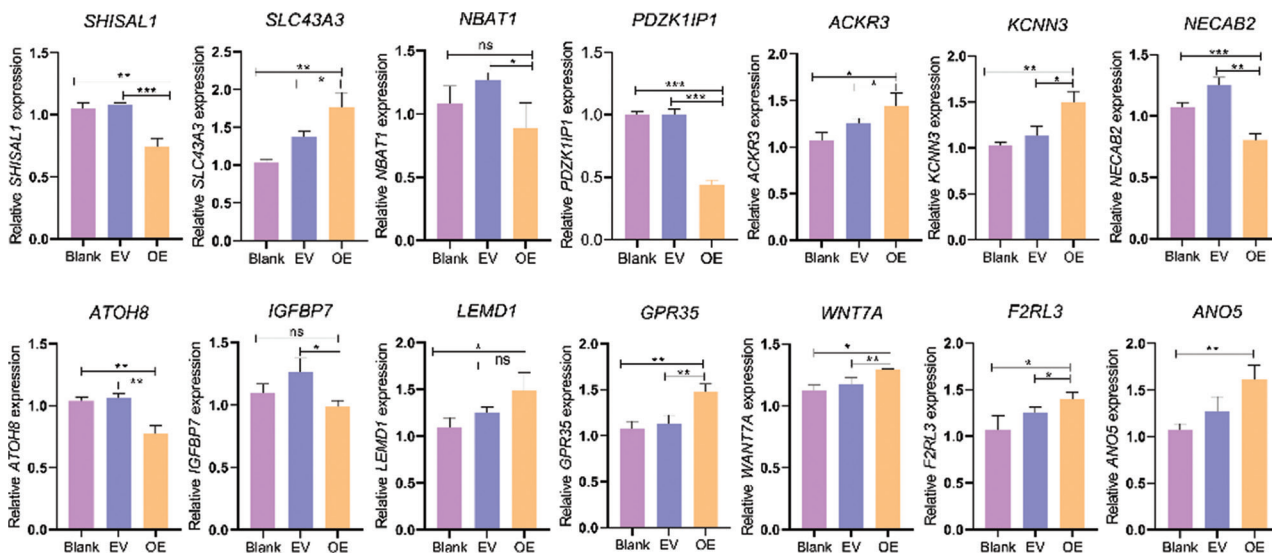 SHISAL1
Relative SHISAL1 expression
1.5
1.0
0.5
0.0
**
***
Blank EV OE
SLC43A3
Relative SLC43A3 expression
2.5
2.0
1.5
1.0
0.5
0.0
**
*
Blank EV OE
NBAT1
Relative NBAT1 expression
1.5
1.0
0.5
0.0
ns
*
Blank EV OE
PDZK1IP1
Relative PDZK1IP1 expression
1.5
1.0
0.5
0.0
***
***
Blank EV OE
ACKR3
Relative ACKR3 expression
2.0
1.5
1.0
0.5
0.0
*
*
Blank EV OE
KCNN3
Relative KCNN3 expression
2.0
1.5
1.0
0.5
0.0
**
*
Blank EV OE
NECAB2
Relative NECAB2 expression
1.5
1.0
0.5
0.0
***
**
Blank EV OE
ATOH8
Relative ATOH8 expression
1.5
1.0
0.5
0.0
**
**
Blank EV OE
IGFBP7
Relative IGFBP7 expression
1.5
1.0
0.5
0.0
ns
*
Blank EV OE
LEMD1
Relative LEMD1 expression
2.0
1.5
1.0
0.5
0.0
*
ns
Blank EV OE
GPR35
Relative GPR35 expression
2.0
1.5
1.0
0.5
0.0
**
**
Blank EV OE
WNT7A
Relative WANT7A expression
1.5
1.0
0.5
0.0
*
**
Blank EV OE
F2RL3
Relative F2RL3 expression
2.0
1.5
1.0
0.5
0.0
*
*
Blank EV OE
ANO5
Relative ANO5 expression
2.0
1.5
1.0
0.5
0.0
**
Blank EV OE